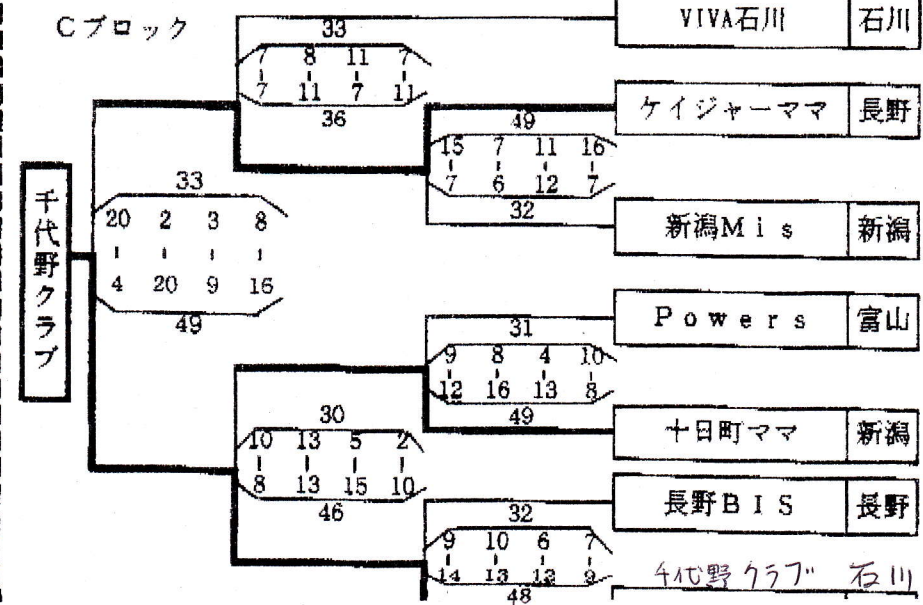 Cブロック
33
7 8 11 7
7 11 7 11
36
VIVA石川 石川
ケイジャーママ 長野
49
15 7 11 16
7 6 12 7
32
新潟Mis 新潟
千代野クラブ
33
20 2 3 8
4 20 9 16
49
Powers 富山
31
9 8 4 10
12 16 13 8
49
十日町ママ 新潟
30
10 13 5 2
8 13 15 10
46
長野BIS 長野
32
9 10 6 7
14 13 12 9
48
千代野クラブ 石川